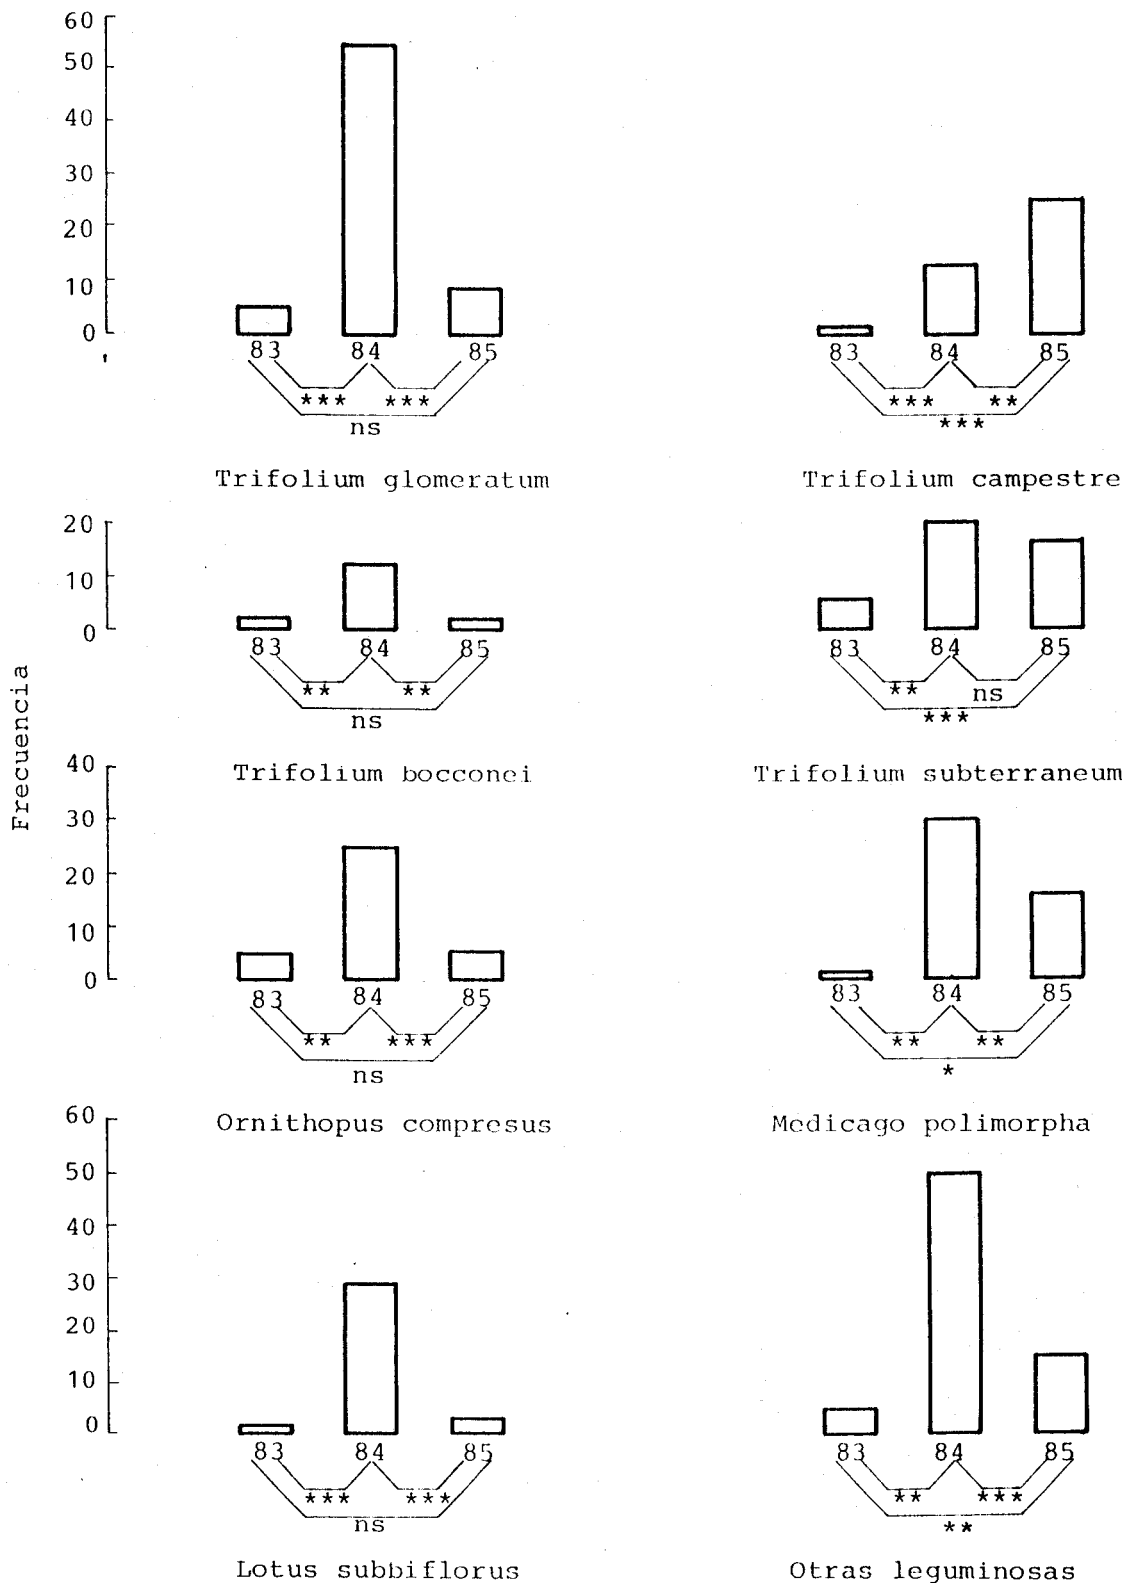 Frecuencia
60
50
40
30
20
10
0
83 84 85
*** ***
ns
Trifolium glomeratum
83 84 85
*** **
***
Trifolium campestre
20
10
0
83 84 85
** **
ns
Trifolium bocconei
83 84 85
** ns
***
Trifolium subterraneum
40
30
20
10
0
83 84 85
** ***
ns
Ornithopus compresus
83 84 85
** **
*
Medicago polimorpha
60
50
40
30
20
10
0
83 84 85
*** ***
ns
Lotus subbiflorus
83 84 85
** ***
**
Otras leguminosas